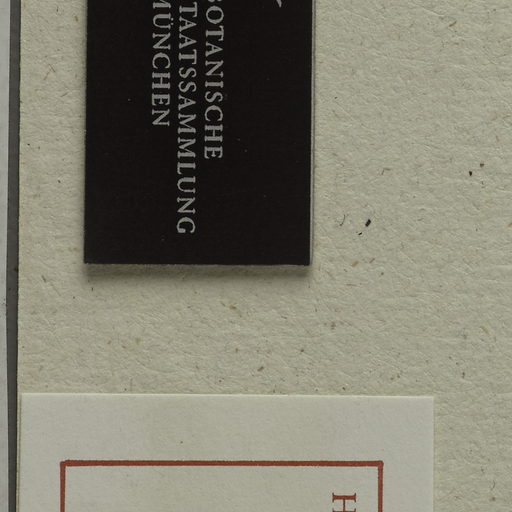 BOTANISCHE
STAATSSAMMLUNG
MÜNCHEN
H